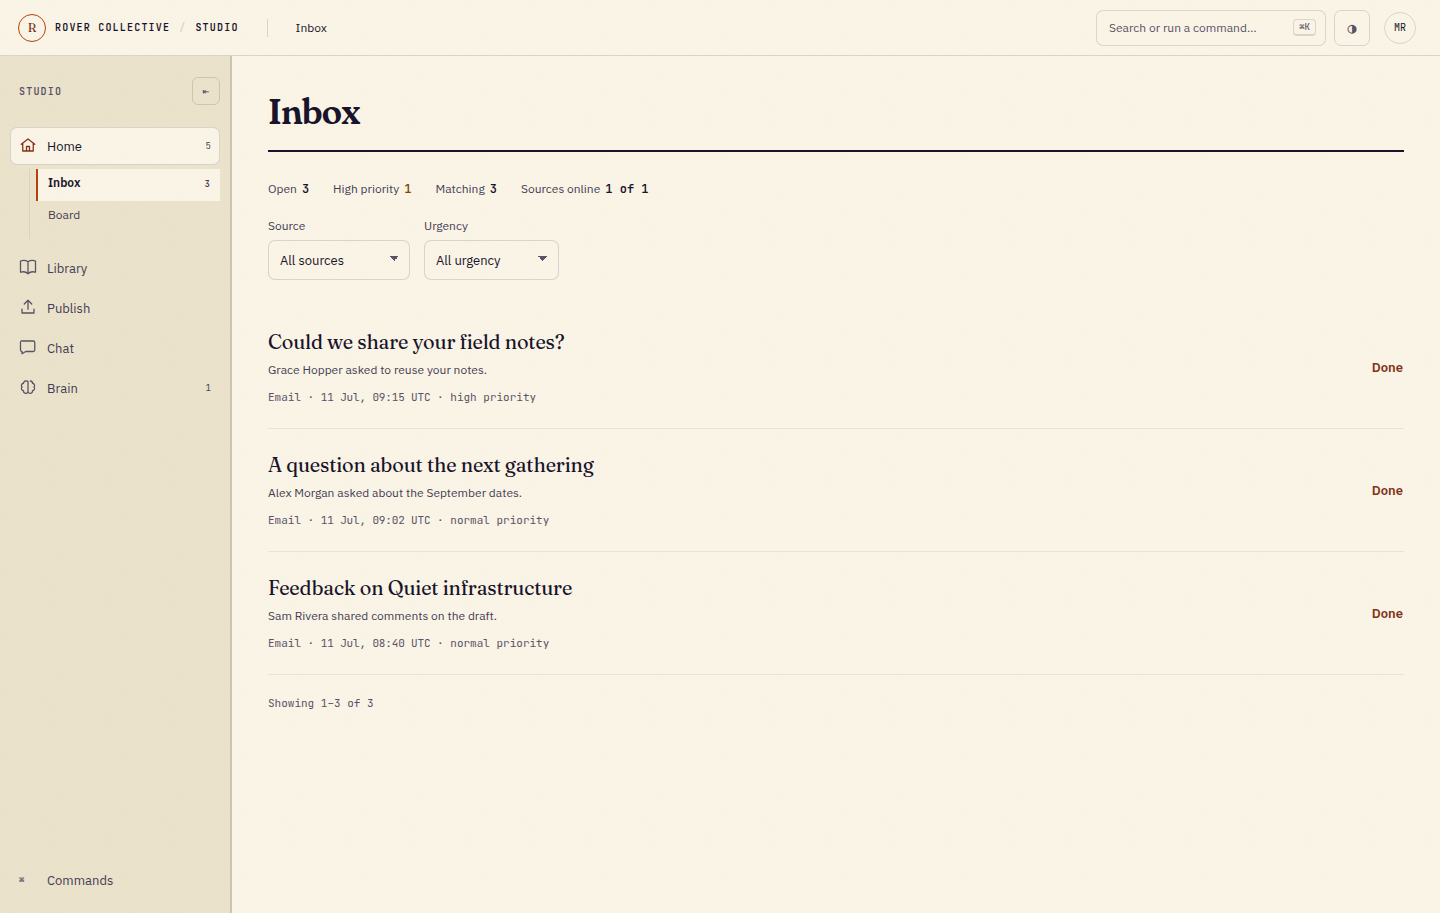 R ROVER COLLECTIVE / STUDIO Inbox Search or run a command... ⌘K ◑ MR
STUDIO ⇤
Home 5
Inbox 3
Board
Library
Publish
Chat
Brain 1
⌘ Commands
Inbox
Open 3 High priority 1 Matching 3 Sources online 1 of 1
Source Urgency
All sources All urgency
Could we share your field notes?
Grace Hopper asked to reuse your notes.
Email · 11 Jul, 09:15 UTC · high priority
Done
A question about the next gathering
Alex Morgan asked about the September dates.
Email · 11 Jul, 09:02 UTC · normal priority
Done
Feedback on Quiet infrastructure
Sam Rivera shared comments on the draft.
Email · 11 Jul, 08:40 UTC · normal priority
Done
Showing 1–3 of 3